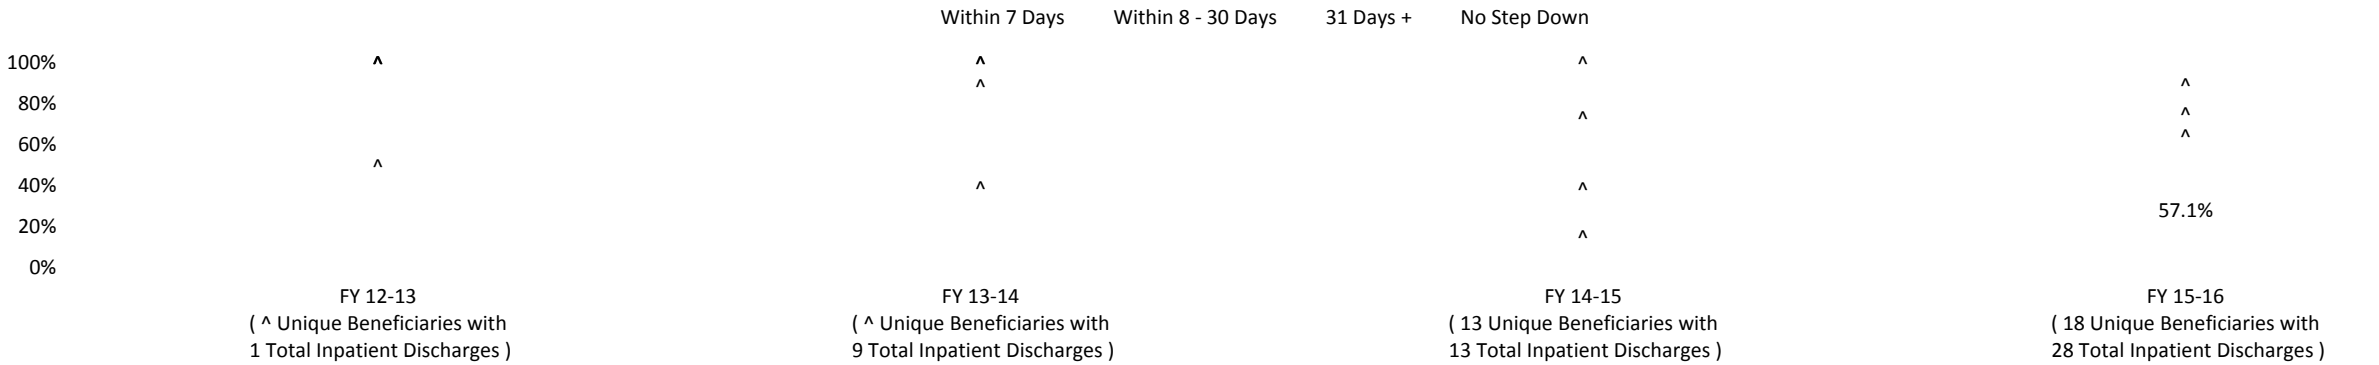 Within 7 Days Within 8 - 30 Days 31 Days + No Step Down
100%
80%
60%
40%
20%
0%
^
^
^
^
^
^
^
^
^
^
^
^
57.1%
FY 12-13
( ^ Unique Beneficiaries with
1 Total Inpatient Discharges )
FY 13-14
( ^ Unique Beneficiaries with
9 Total Inpatient Discharges )
FY 14-15
( 13 Unique Beneficiaries with
13 Total Inpatient Discharges )
FY 15-16
( 18 Unique Beneficiaries with
28 Total Inpatient Discharges )